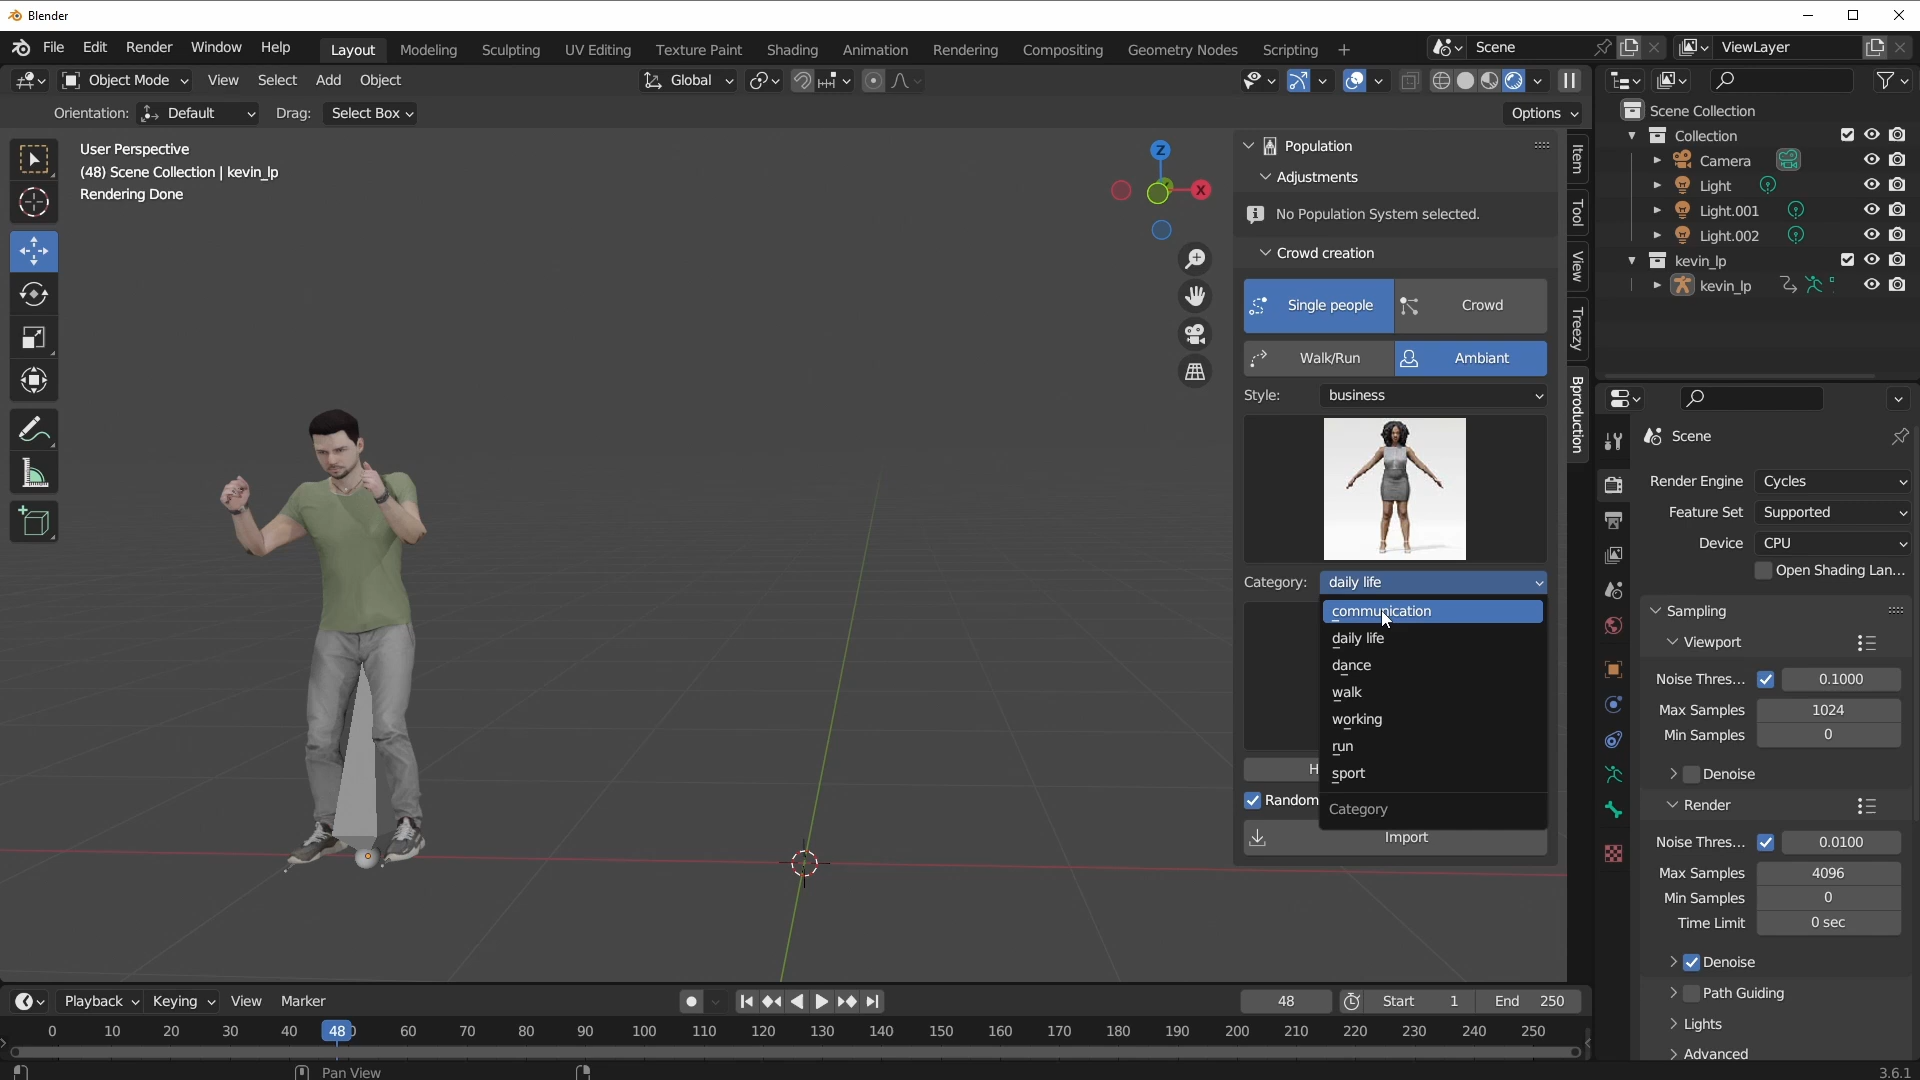 Blender
File Edit Render Window Help
Layout Modeling Sculpting UV Editing Texture Paint Shading Animation Rendering Compositing Geometry Nodes Scripting +
Scene
ViewLayer
Object Mode View Select Add Object
Global
Orientation: Default Drag: Select Box
Options
User Perspective
(48) Scene Collection | kevin_lp
Rendering Done
Z
X
Population
Adjustments
No Population System selected.
Crowd creation
Single people Crowd
Walk/Run Ambiant
Style: business
Category: daily life
communication
daily life
dance
walk
working
run
sport
Category
H
Random
Import
Item
Tool
View
Treezy
Bproduction
Scene Collection
Collection
Camera
Light
Light.001
Light.002
kevin_lp
kevin_lp
Scene
Render Engine Cycles
Feature Set Supported
Device CPU
Open Shading Lan...
Sampling
Viewport
Noise Thres... 0.1000
Max Samples 1024
Min Samples 0
Denoise
Render
Noise Thres... 0.0100
Max Samples 4096
Min Samples 0
Time Limit 0 sec
Denoise
Path Guiding
Lights
Advanced
Playback Keying View Marker
48 Start 1 End 250
0 10 20 30 40 48 60 70 80 90 100 110 120 130 140 150 160 170 180 190 200 210 220 230 240 250
Pan View
3.6.1